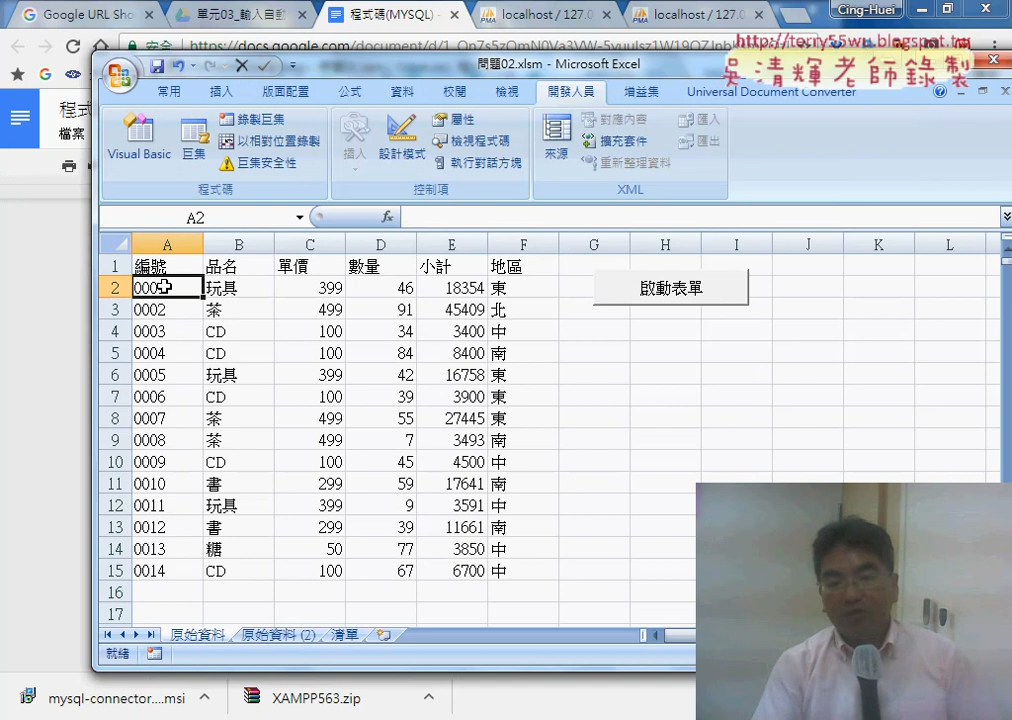 Google URL Sho
單元03_輸入自動
程式碼(MYSQL) -
localhost / 127.0
localhost / 127.0
Cing-Huei
安全
http://terry55wu.blogspot.tw
吳清輝老師錄製
程式
檔案
問題02.xlsm - Microsoft Excel
常用 插入 版面配置 公式 資料 校閱 檢視 開發人員 增益集 Universal Document Converter
Visual Basic
巨集
錄製巨集
以相對位置錄製
巨集安全性
程式碼
插入
設計模式
屬性
檢視程式碼
執行對話方塊
控制項
來源
對應內容
擴充套件
重新整理資料
匯入
匯出
XML
A2
fx
A B C D E F G H I J K L
1 編號 品名 單價 數量 小計 地區
2 000 玩具 399 46 18354 東
啟動表單
3 0002 茶 499 91 45409 北
4 0003 CD 100 34 3400 中
5 0004 CD 100 84 8400 南
6 0005 玩具 399 42 16758 東
7 0006 CD 100 39 3900 東
8 0007 茶 499 55 27445 東
9 0008 茶 499 7 3493 南
10 0009 CD 100 45 4500 中
11 0010 書 299 59 17641 南
12 0011 玩具 399 9 3591 中
13 0012 書 299 39 11661 南
14 0013 糖 50 77 3850 中
15 0014 CD 100 67 6700 中
16
17
原始資料 原始資料 (2) 清單
就緒
mysql-connector....msi
XAMPP563.zip